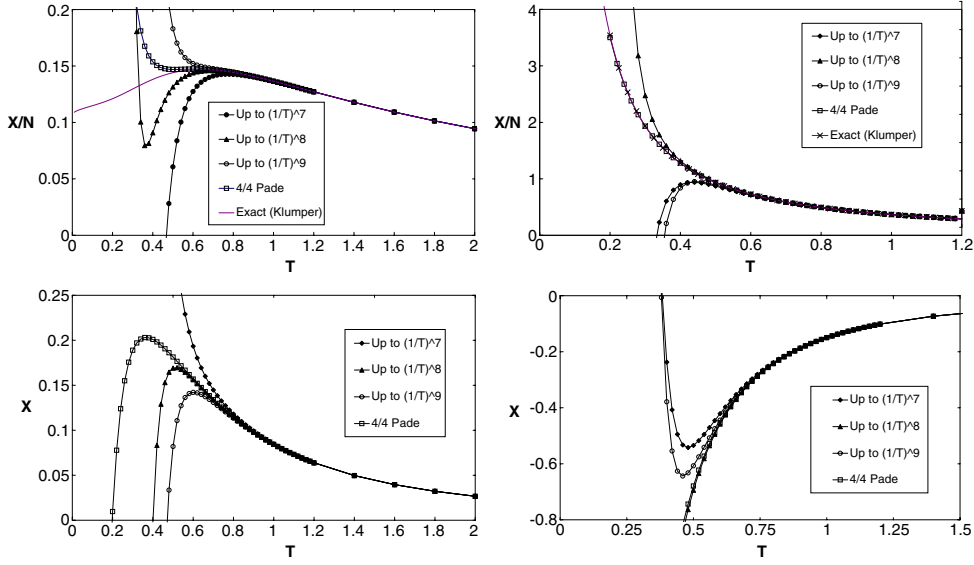 0.2
0.15
X/N
0.1
0.05
0
0 0.2 0.4 0.6 0.8 1 1.2 1.4 1.6 1.8 2
T
Up to (1/T)^7
Up to (1/T)^8
Up to (1/T)^9
4/4 Pade
Exact (Klumper)
4
3
X/N
2
1
0
0 0.2 0.4 0.6 0.8 1 1.2
T
Up to (1/T)^7
Up to (1/T)^8
Up to (1/T)^9
4/4 Pade
Exact (Klumper)
0.25
0.2
0.15
X
0.1
0.05
0
0 0.2 0.4 0.6 0.8 1 1.2 1.4 1.6 1.8 2
T
Up to (1/T)^7
Up to (1/T)^8
Up to (1/T)^9
4/4 Pade
0
-0.2
-0.4
X
-0.6
-0.8
0 0.25 0.5 0.75 1 1.25 1.5
T
Up to (1/T)^7
Up to (1/T)^8
Up to (1/T)^9
4/4 Pade